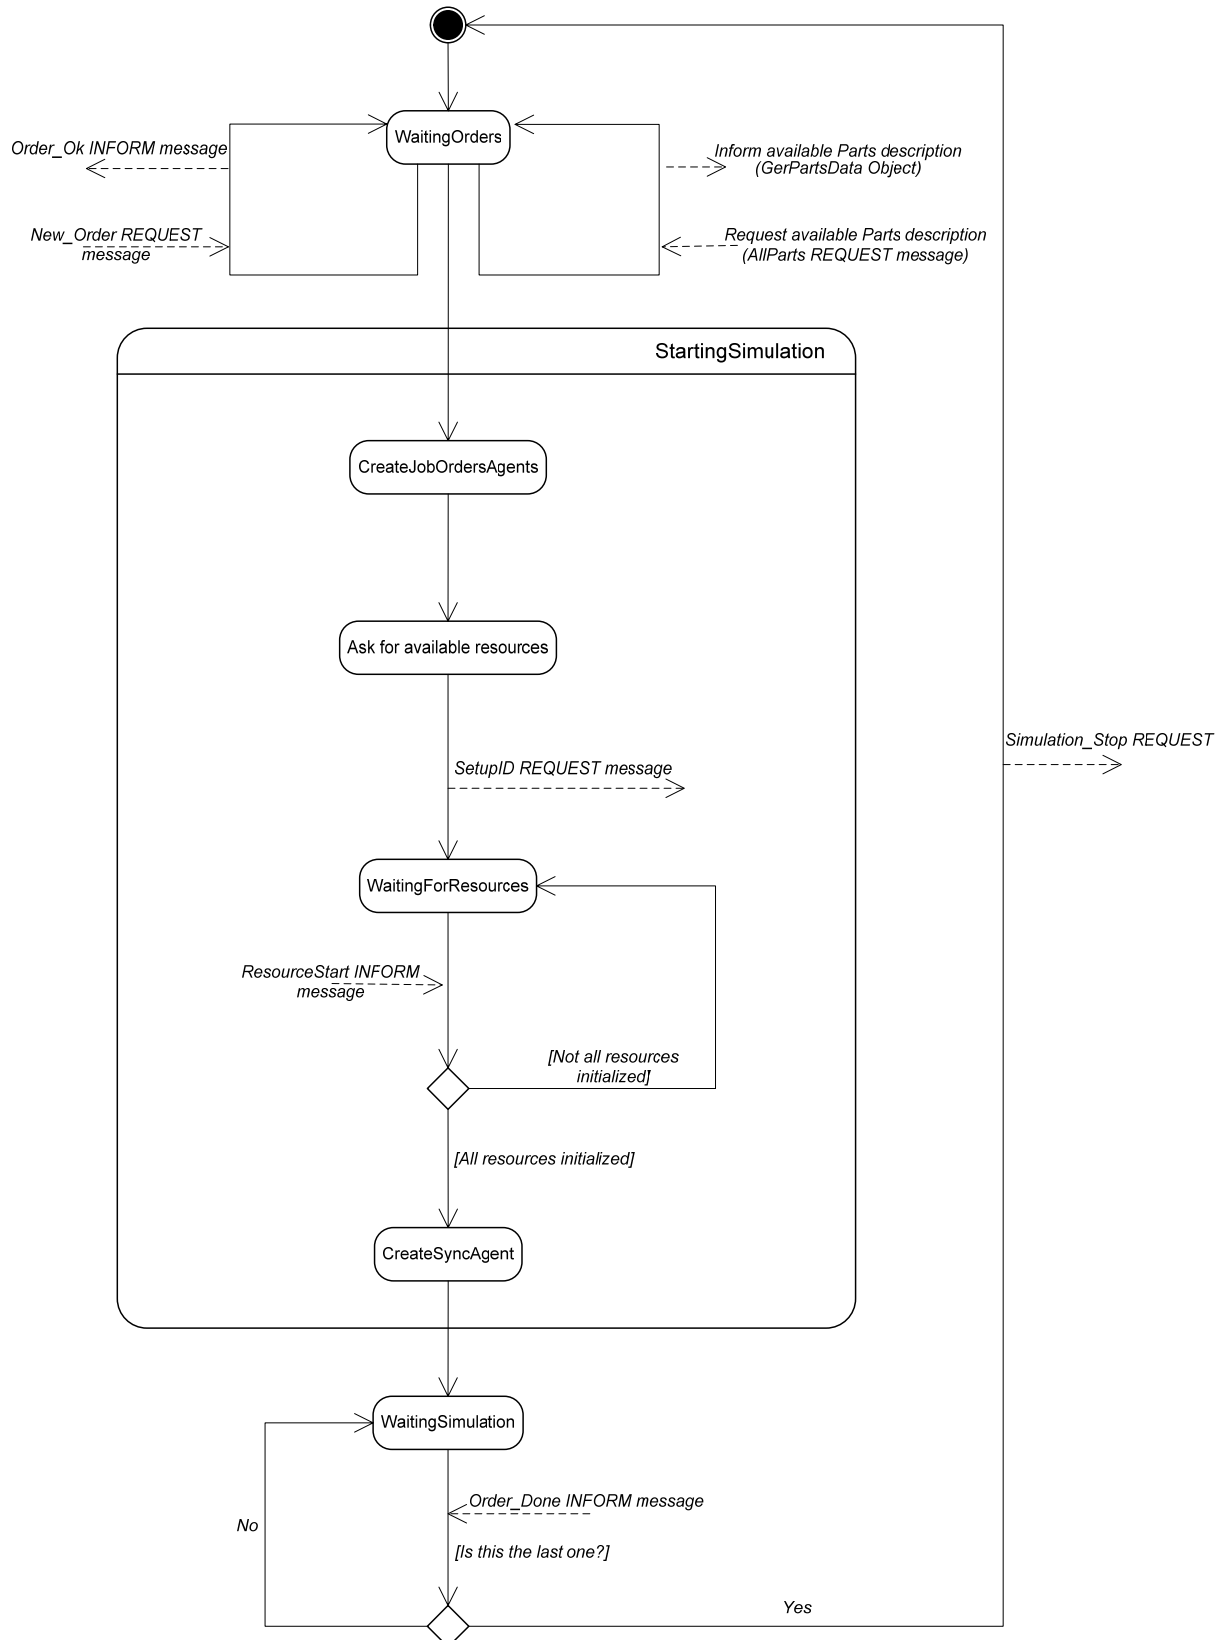 WaitingOrders
Order_Ok INFORM message
Inform available Parts description
(GerPartsData Object)
New_Order REQUEST
message
Request available Parts description
(AllParts REQUEST message)
StartingSimulation
CreateJobOrdersAgents
Ask for available resources
Simulation_Stop REQUEST
SetupID REQUEST message
WaitingForResources
ResourceStart INFORM
message
[Not all resources
initialized]
[All resources initialized]
CreateSyncAgent
WaitingSimulation
Order_Done INFORM message
No
[Is this the last one?]
Yes